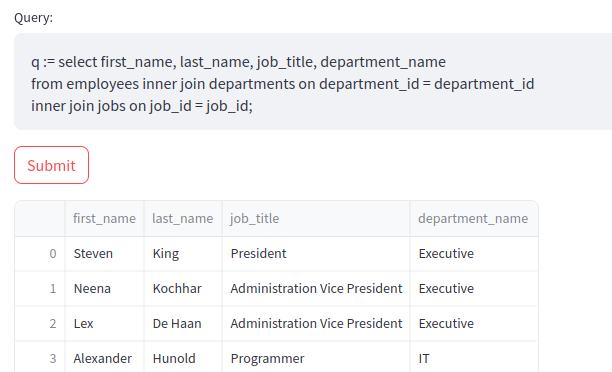 Query:
q := select first_name, last_name, job_title, department_name
from employees inner join departments on department_id = department_id
inner join jobs on job_id = job_id;
Submit
first_name last_name job_title department_name
0 Steven King President Executive
1 Neena Kochhar Administration Vice President Executive
2 Lex De Haan Administration Vice President Executive
3 Alexander Hunold Programmer IT